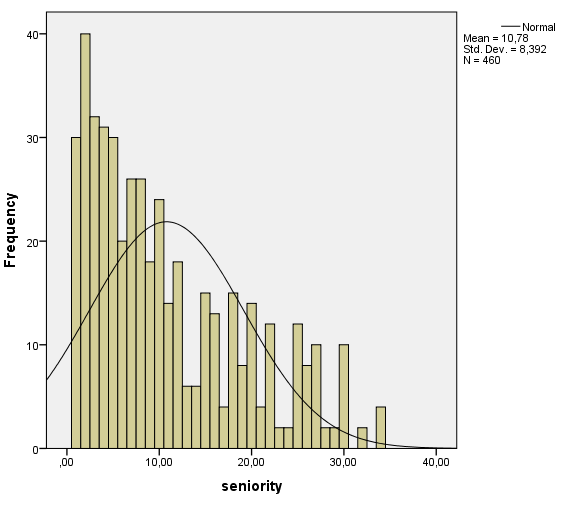 Normal
Mean = 10,78
Std. Dev. = 8,392
N = 460
Frequency
40
30
20
10
0
,00
10,00
20,00
30,00
40,00
seniority